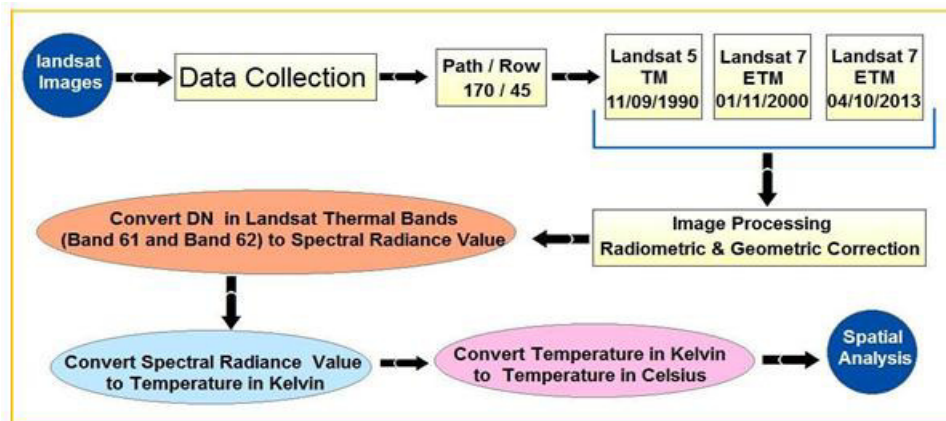 landsat
Images
Data Collection
Path / Row
170 / 45
Landsat 5
TM
11/09/1990
Landsat 7
ETM
01/11/2000
Landsat 7
ETM
04/10/2013
Image Processing
Radiometric & Geometric Correction
Convert DN in Landsat Thermal Bands
(Band 61 and Band 62) to Spectral Radiance Value
Convert Spectral Radiance Value
to Temperature in Kelvin
Convert Temperature in Kelvin
to Temperature in Celsius
Spatial
Analysis